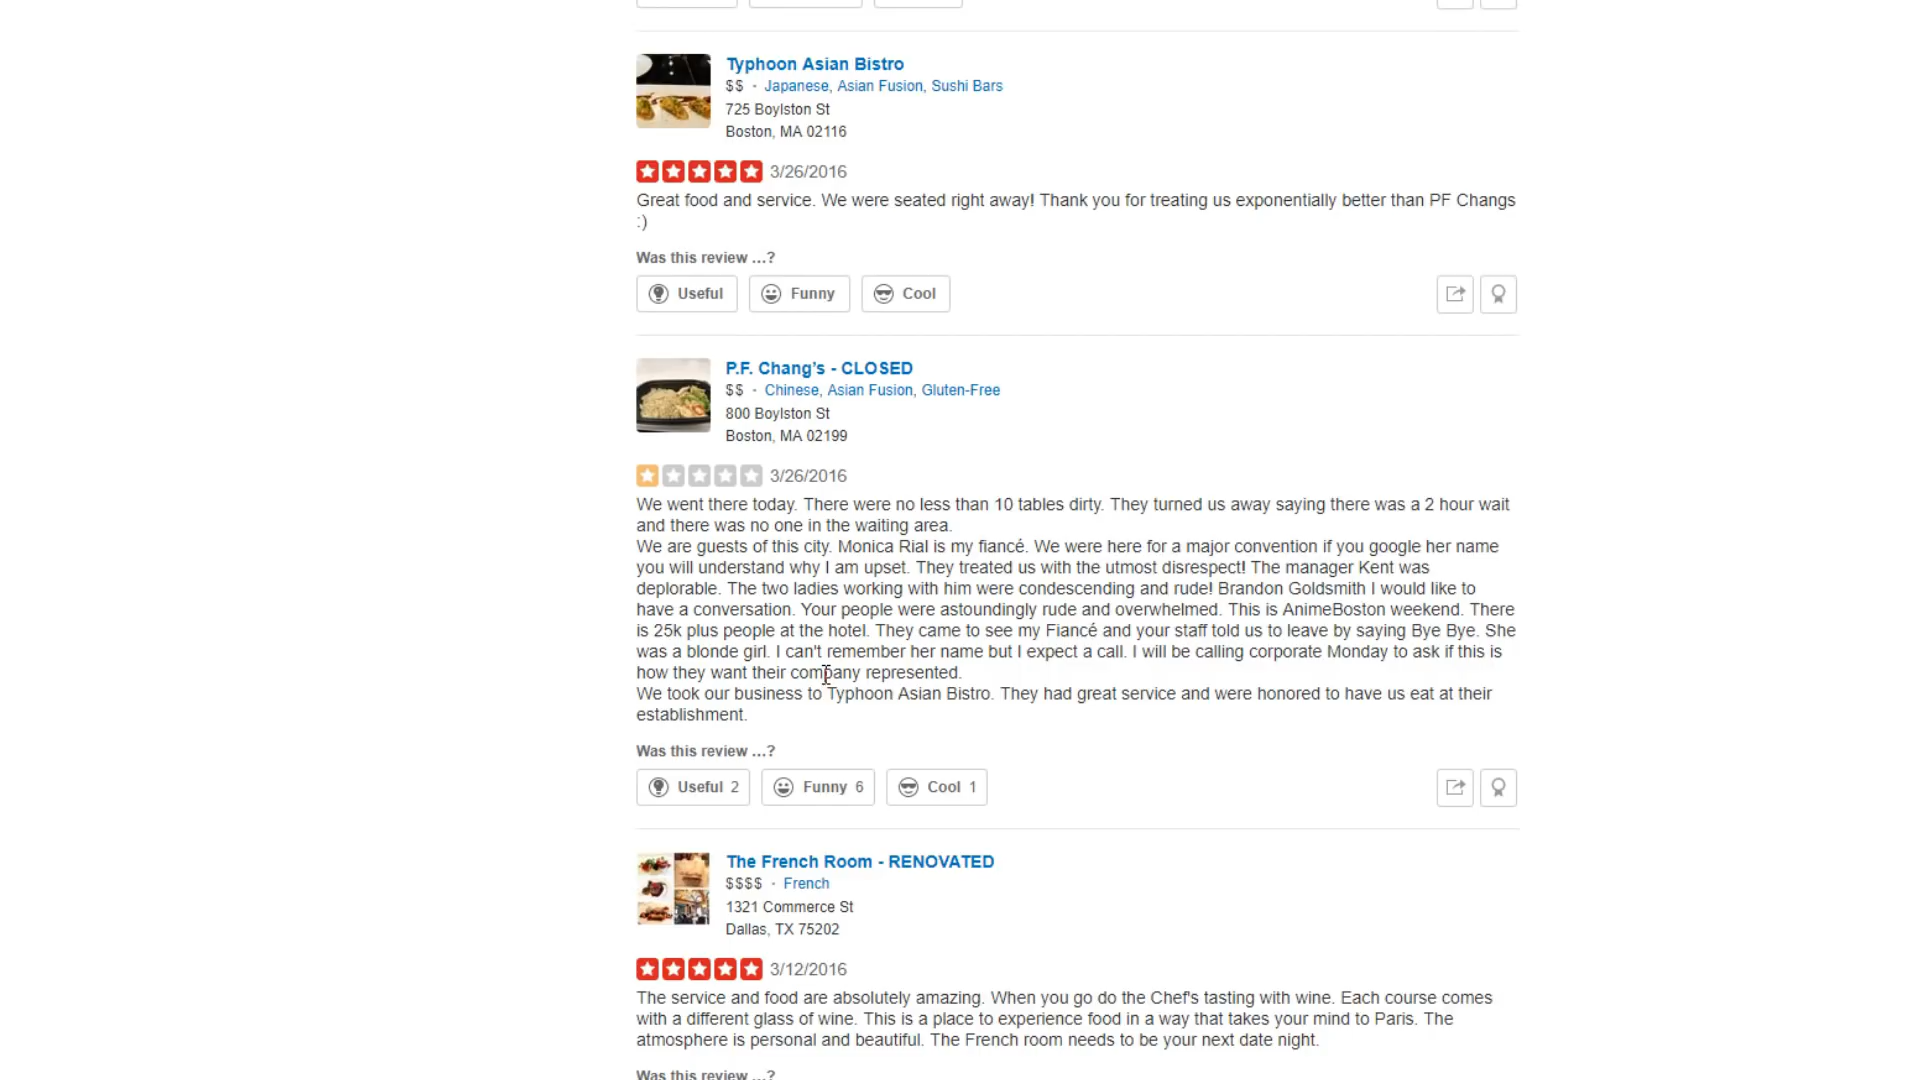 Typhoon Asian Bistro
$$ · Japanese, Asian Fusion, Sushi Bars
725 Boylston St
Boston, MA 02116
3/26/2016
Great food and service. We were seated right away! Thank you for treating us exponentially better than PF Changs
:)
Was this review ...?
Useful Funny Cool
P.F. Chang's - CLOSED
$$ · Chinese, Asian Fusion, Gluten-Free
800 Boylston St
Boston, MA 02199
3/26/2016
We went there today. There were no less than 10 tables dirty. They turned us away saying there was a 2 hour wait
and there was no one in the waiting area.
We are guests of this city. Monica Rial is my fiancé. We were here for a major convention if you google her name
you will understand why I am upset. They treated us with the utmost disrespect! The manager Kent was
deplorable. The two ladies working with him were condescending and rude! Brandon Goldsmith I would like to
have a conversation. Your people were astoundingly rude and overwhelmed. This is AnimeBoston weekend. There
is 25k plus people at the hotel. They came to see my Fiancé and your staff told us to leave by saying Bye Bye. She
was a blonde girl. I can't remember her name but I expect a call. I will be calling corporate Monday to ask if this is
how they want their company represented.
We took our business to Typhoon Asian Bistro. They had great service and were honored to have us eat at their
establishment.
Was this review ...?
Useful 2 Funny 6 Cool 1
The French Room - RENOVATED
$$$$ · French
1321 Commerce St
Dallas, TX 75202
3/12/2016
The service and food are absolutely amazing. When you go do the Chef's tasting with wine. Each course comes
with a different glass of wine. This is a place to experience food in a way that takes your mind to Paris. The
atmosphere is personal and beautiful. The French room needs to be your next date night.
Was this review ...?